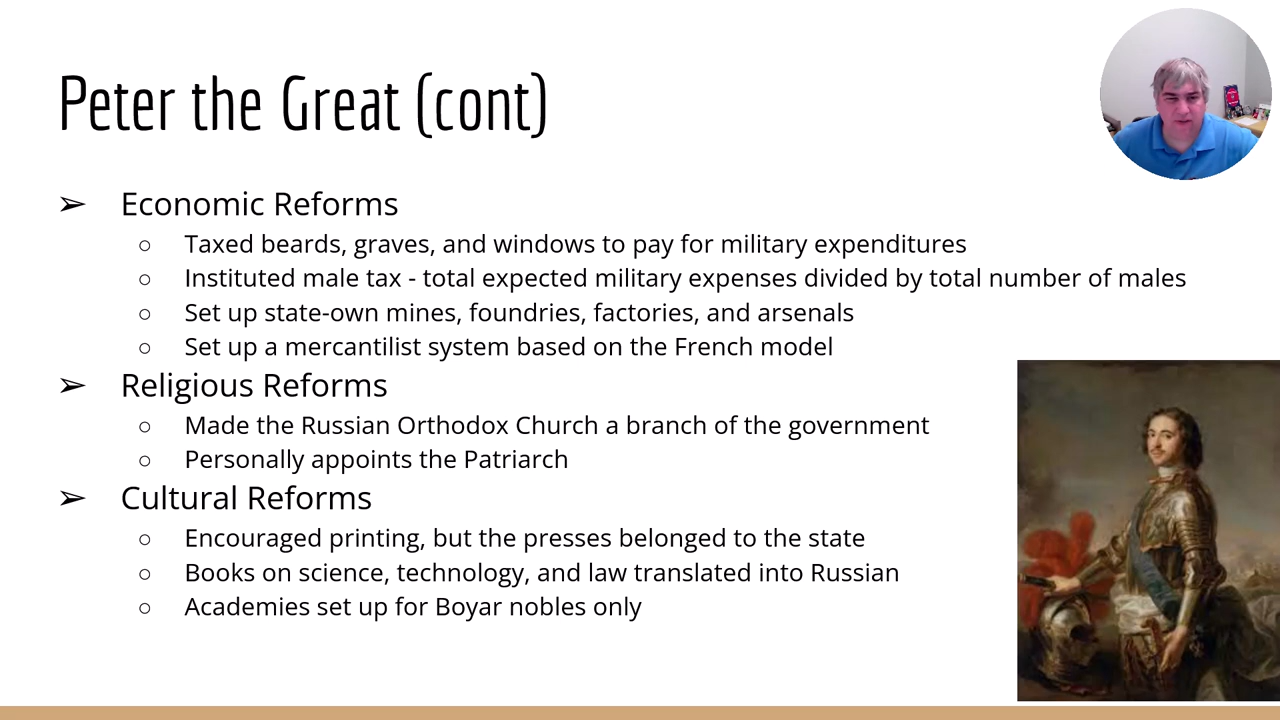 Peter the Great (cont)
➢ Economic Reforms
○ Taxed beards, graves, and windows to pay for military expenditures
○ Instituted male tax - total expected military expenses divided by total number of males
○ Set up state-own mines, foundries, factories, and arsenals
○ Set up a mercantilist system based on the French model
➢ Religious Reforms
○ Made the Russian Orthodox Church a branch of the government
○ Personally appoints the Patriarch
➢ Cultural Reforms
○ Encouraged printing, but the presses belonged to the state
○ Books on science, technology, and law translated into Russian
○ Academies set up for Boyar nobles only